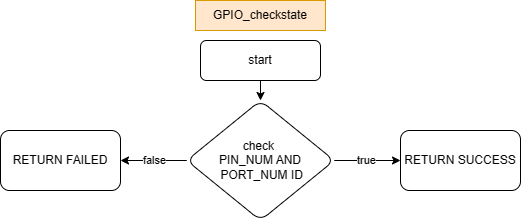 GPIO_checkstate
start
check
PIN_NUM AND
PORT_NUM ID
RETURN FAILED
false
true
RETURN SUCCESS